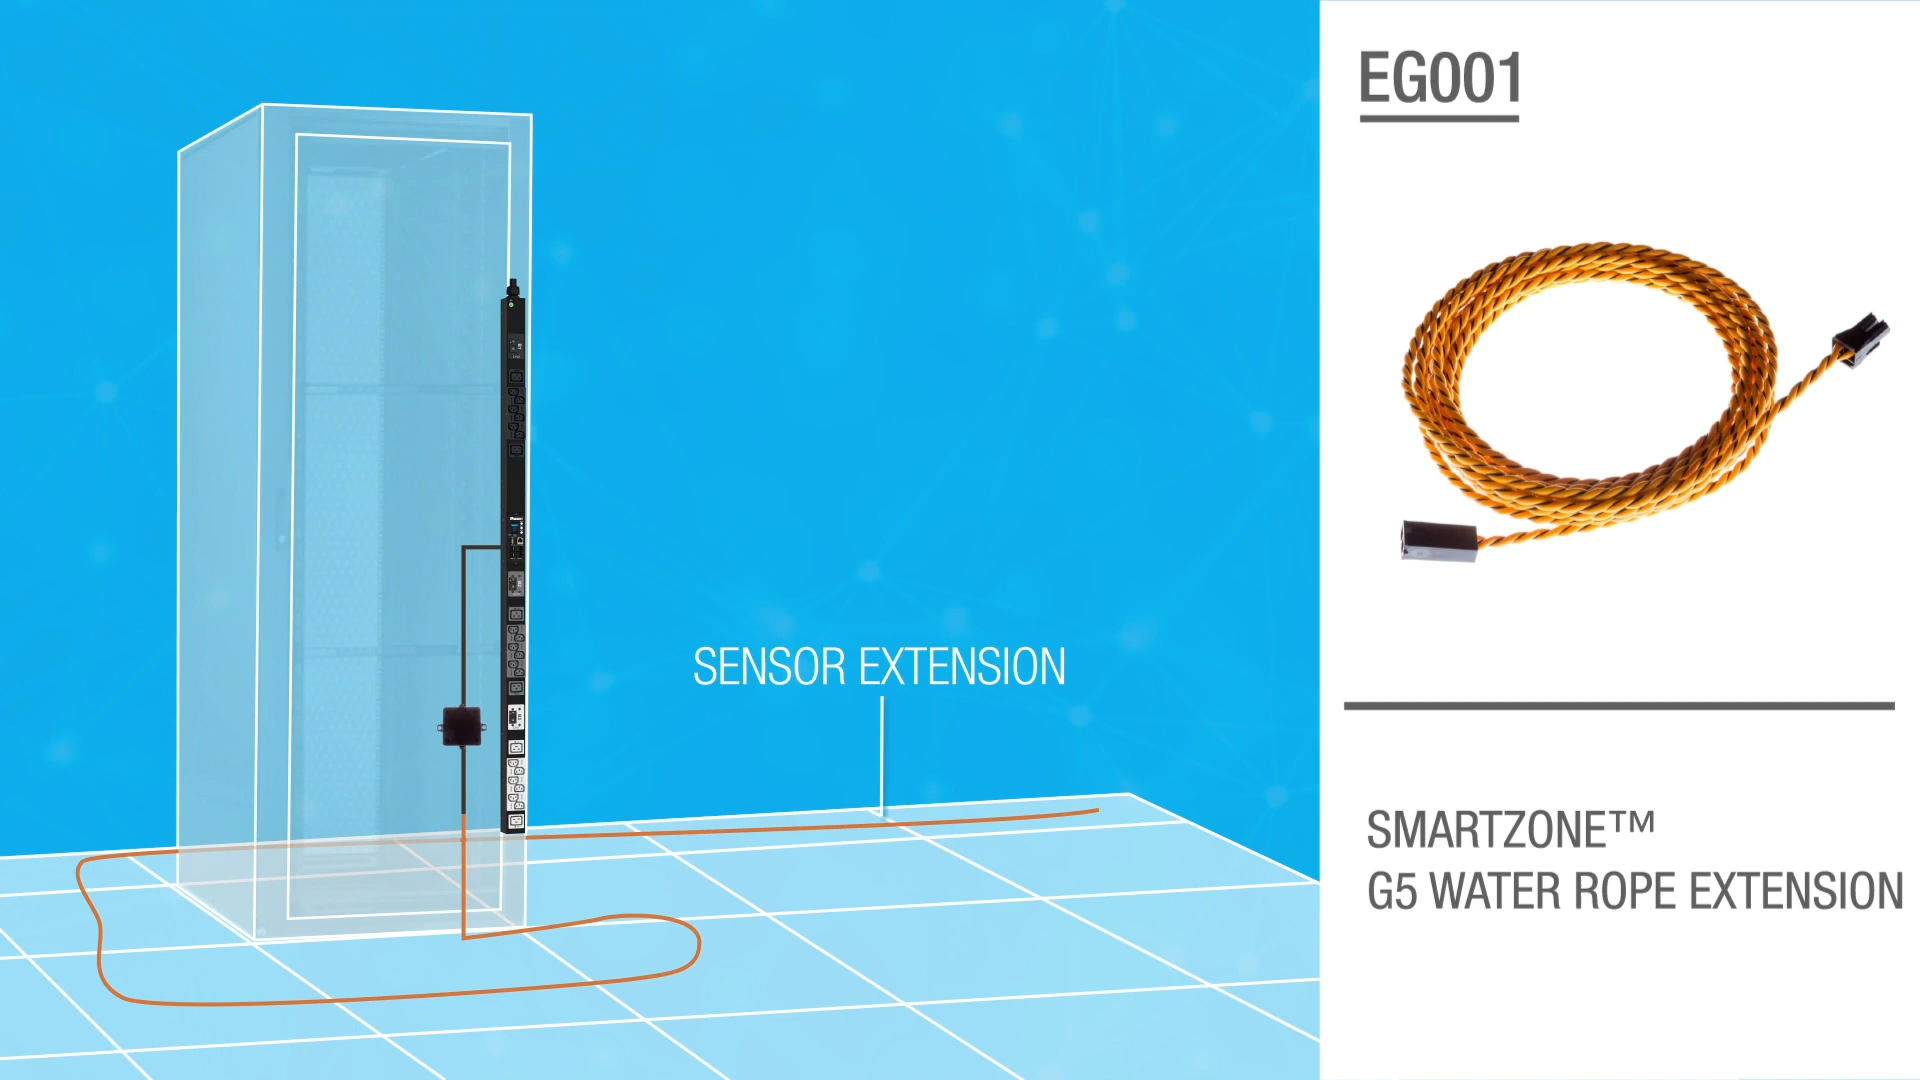 EG001
SENSOR EXTENSION
SMARTZONE™
G5 WATER ROPE EXTENSION